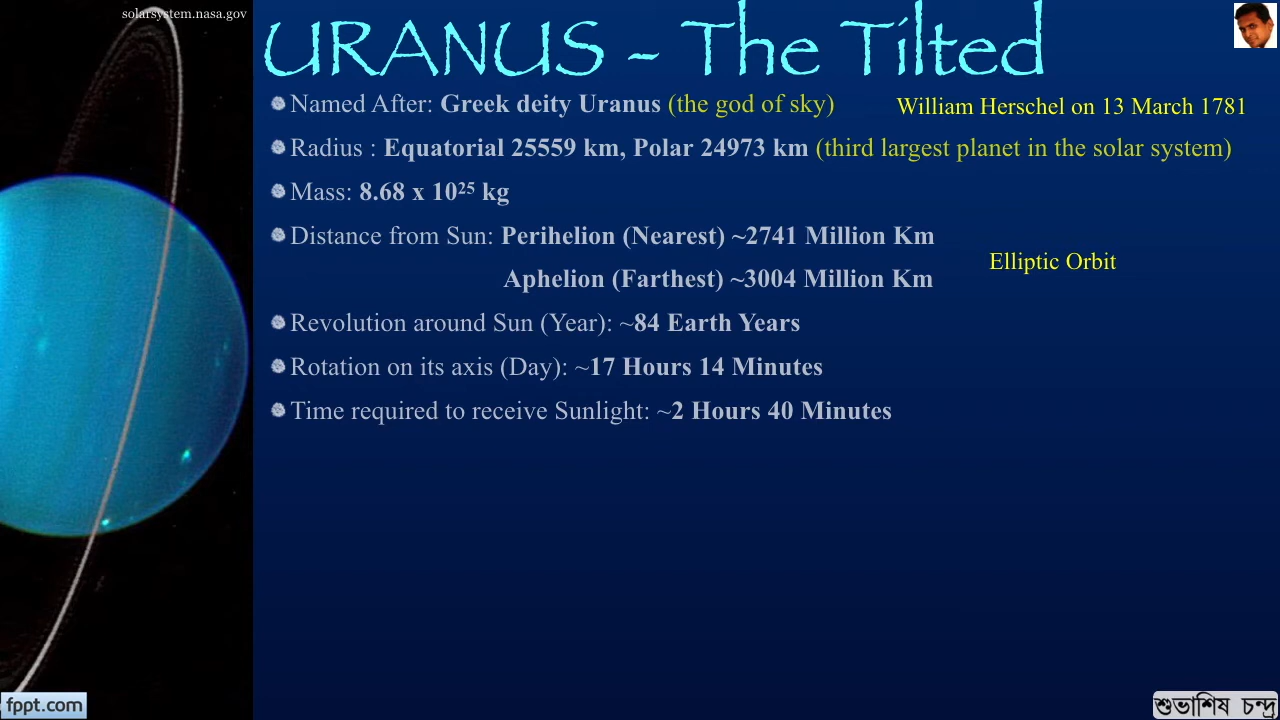 solarsystem.nasa.gov
URANUS - The Tilted
Named After: Greek deity Uranus (the god of sky)
William Herschel on 13 March 1781
Radius : Equatorial 25559 km, Polar 24973 km (third largest planet in the solar system)
Mass: 8.68 x 10²⁵ kg
Distance from Sun: Perihelion (Nearest) ~2741 Million Km
Elliptic Orbit
Aphelion (Farthest) ~3004 Million Km
Revolution around Sun (Year): ~84 Earth Years
Rotation on its axis (Day): ~17 Hours 14 Minutes
Time required to receive Sunlight: ~2 Hours 40 Minutes
fppt.com
শুভাশিষ চন্দ্র